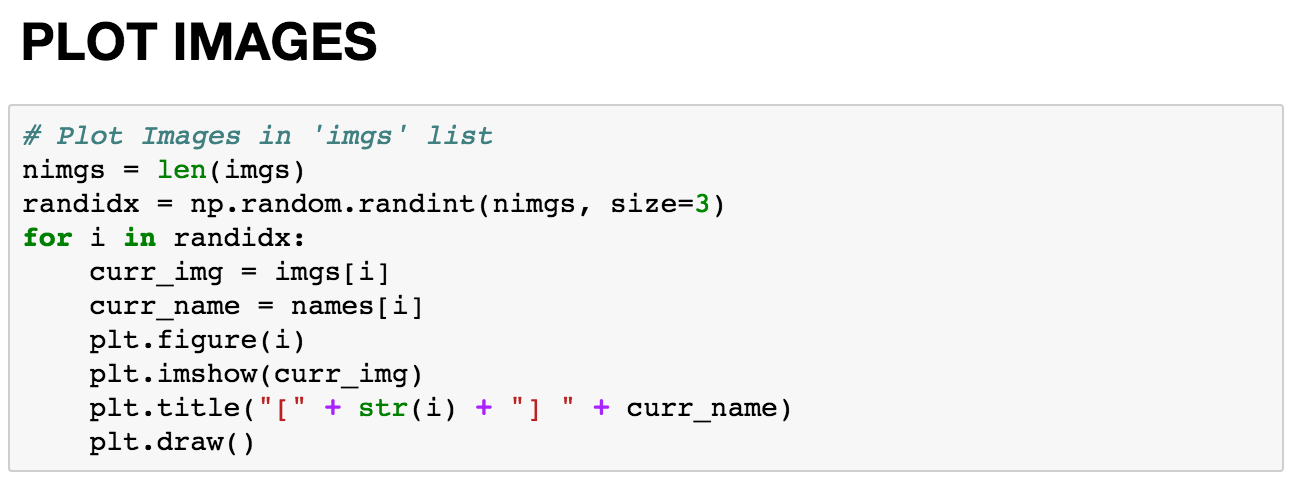 PLOT IMAGES
# Plot Images in 'imgs' list
nimgs = len(imgs)
randidx = np.random.randint(nimgs, size=3)
for i in randidx:
    curr_img = imgs[i]
    curr_name = names[i]
    plt.figure(i)
    plt.imshow(curr_img)
    plt.title("[" + str(i) + "] " + curr_name)
    plt.draw()